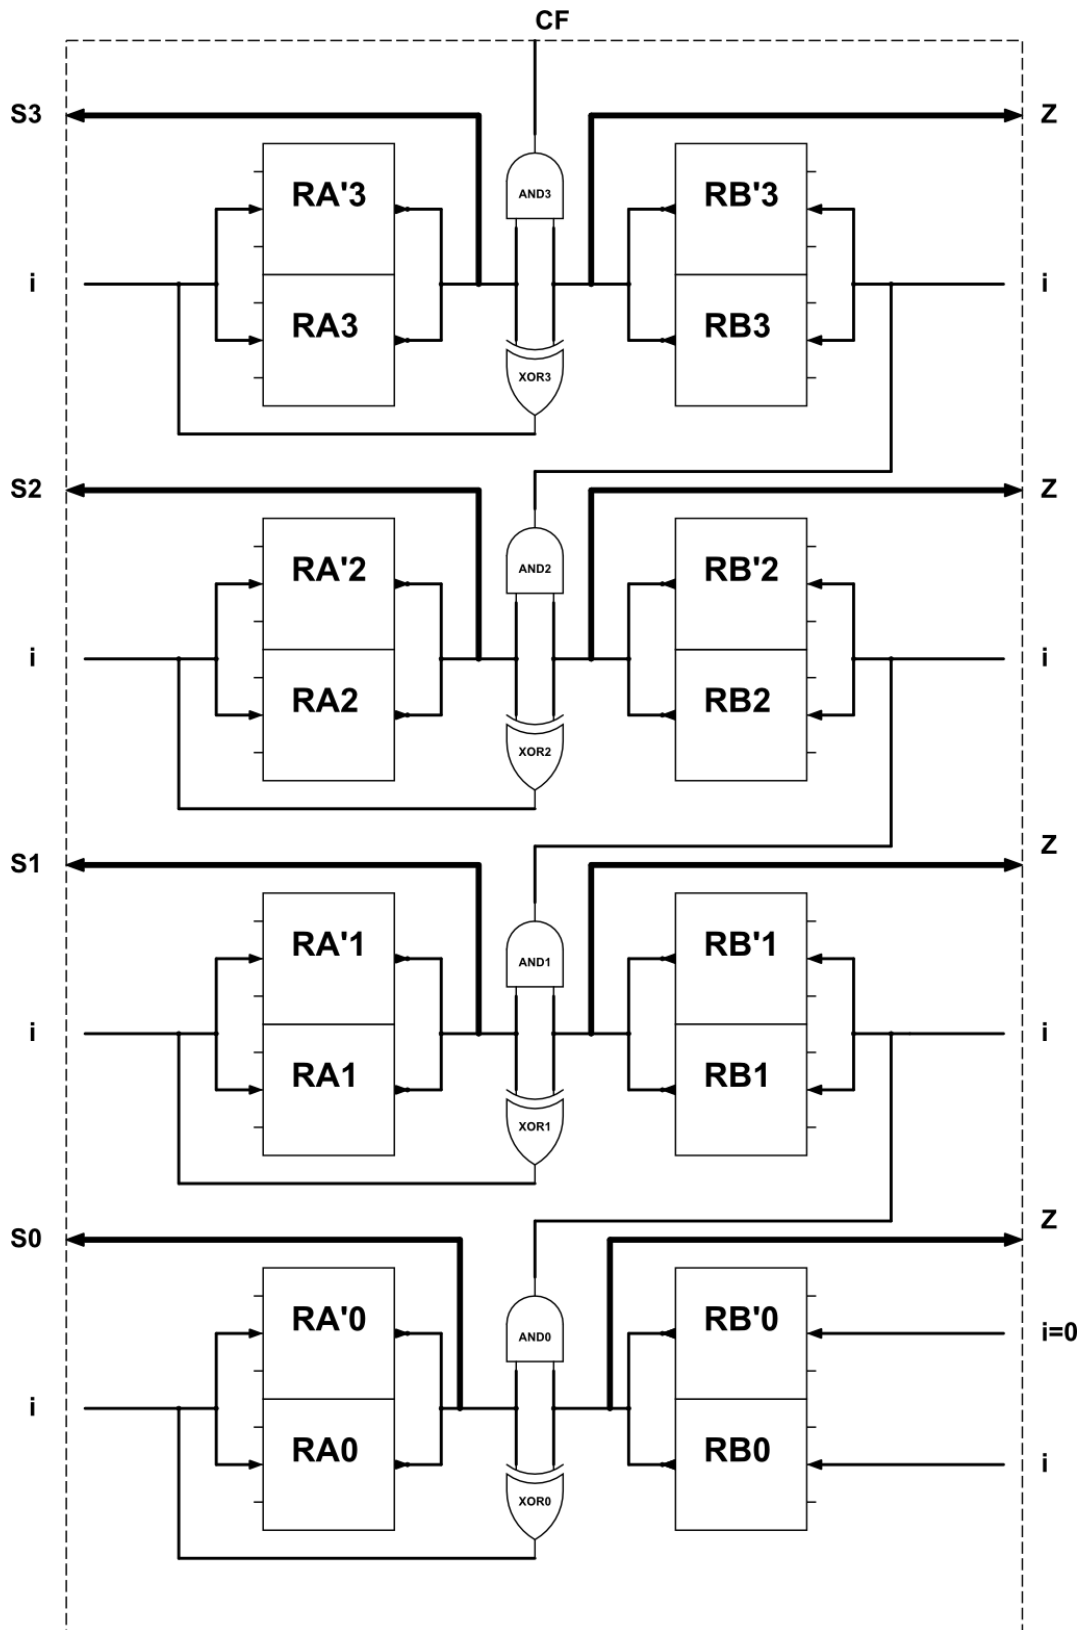 CF
S3
Z
RA'3
AND3
RB'3
i
i
RA3
XOR3
RB3
S2
Z
RA'2
AND2
RB'2
i
i
RA2
XOR2
RB2
S1
Z
RA'1
AND1
RB'1
i
i
RA1
XOR1
RB1
S0
Z
RA'0
AND0
RB'0
i=0
i
RA0
XOR0
RB0
i